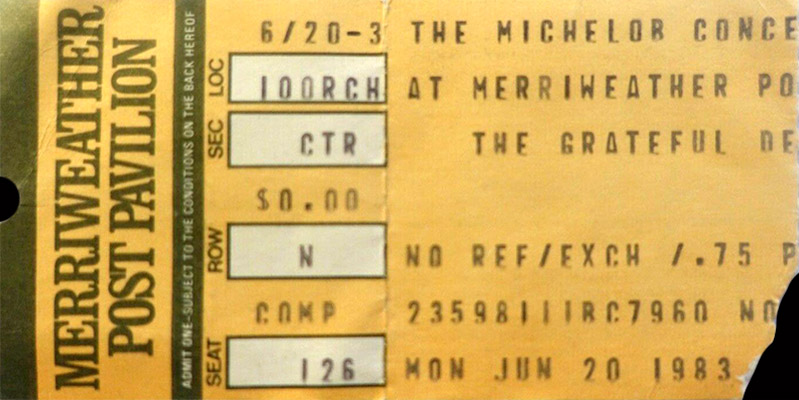 MERRIWEATHER
POST PAVILION
ADMIT ONE-SUBJECT TO THE CONDITIONS ON THE BACK HEREOF
6/20-3 THE MICHELOB CONCE
LOC 10ORCH AT MERRIWEATHER PO
SEC CTR THE GRATEFUL DE
$0.00
ROW N NO REF/EXCH /.75 P
COMP 23598111IRC7960 NO
SEAT 126 MON JUN 20 1983